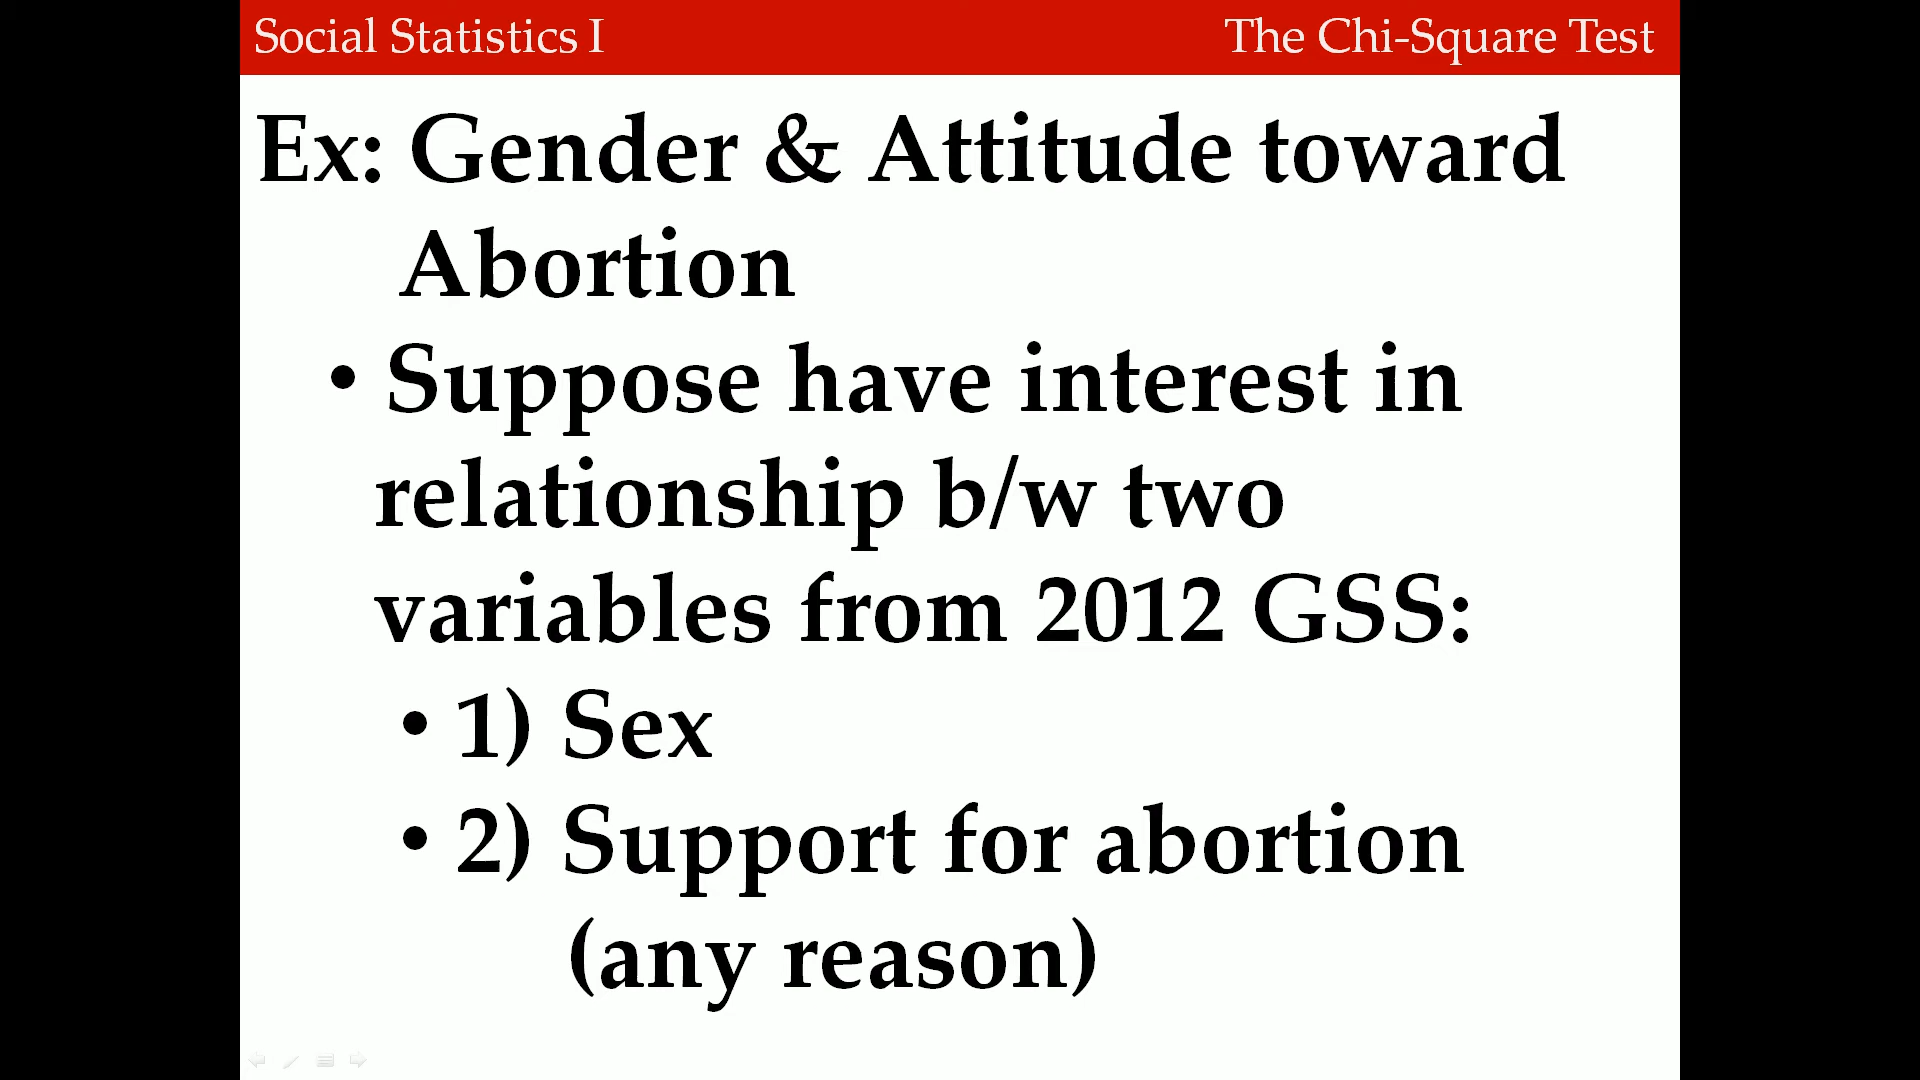 Social Statistics I The Chi-Square Test
Ex: Gender & Attitude toward
Abortion
• Suppose have interest in
relationship b/w two
variables from 2012 GSS:
• 1) Sex
• 2) Support for abortion
(any reason)